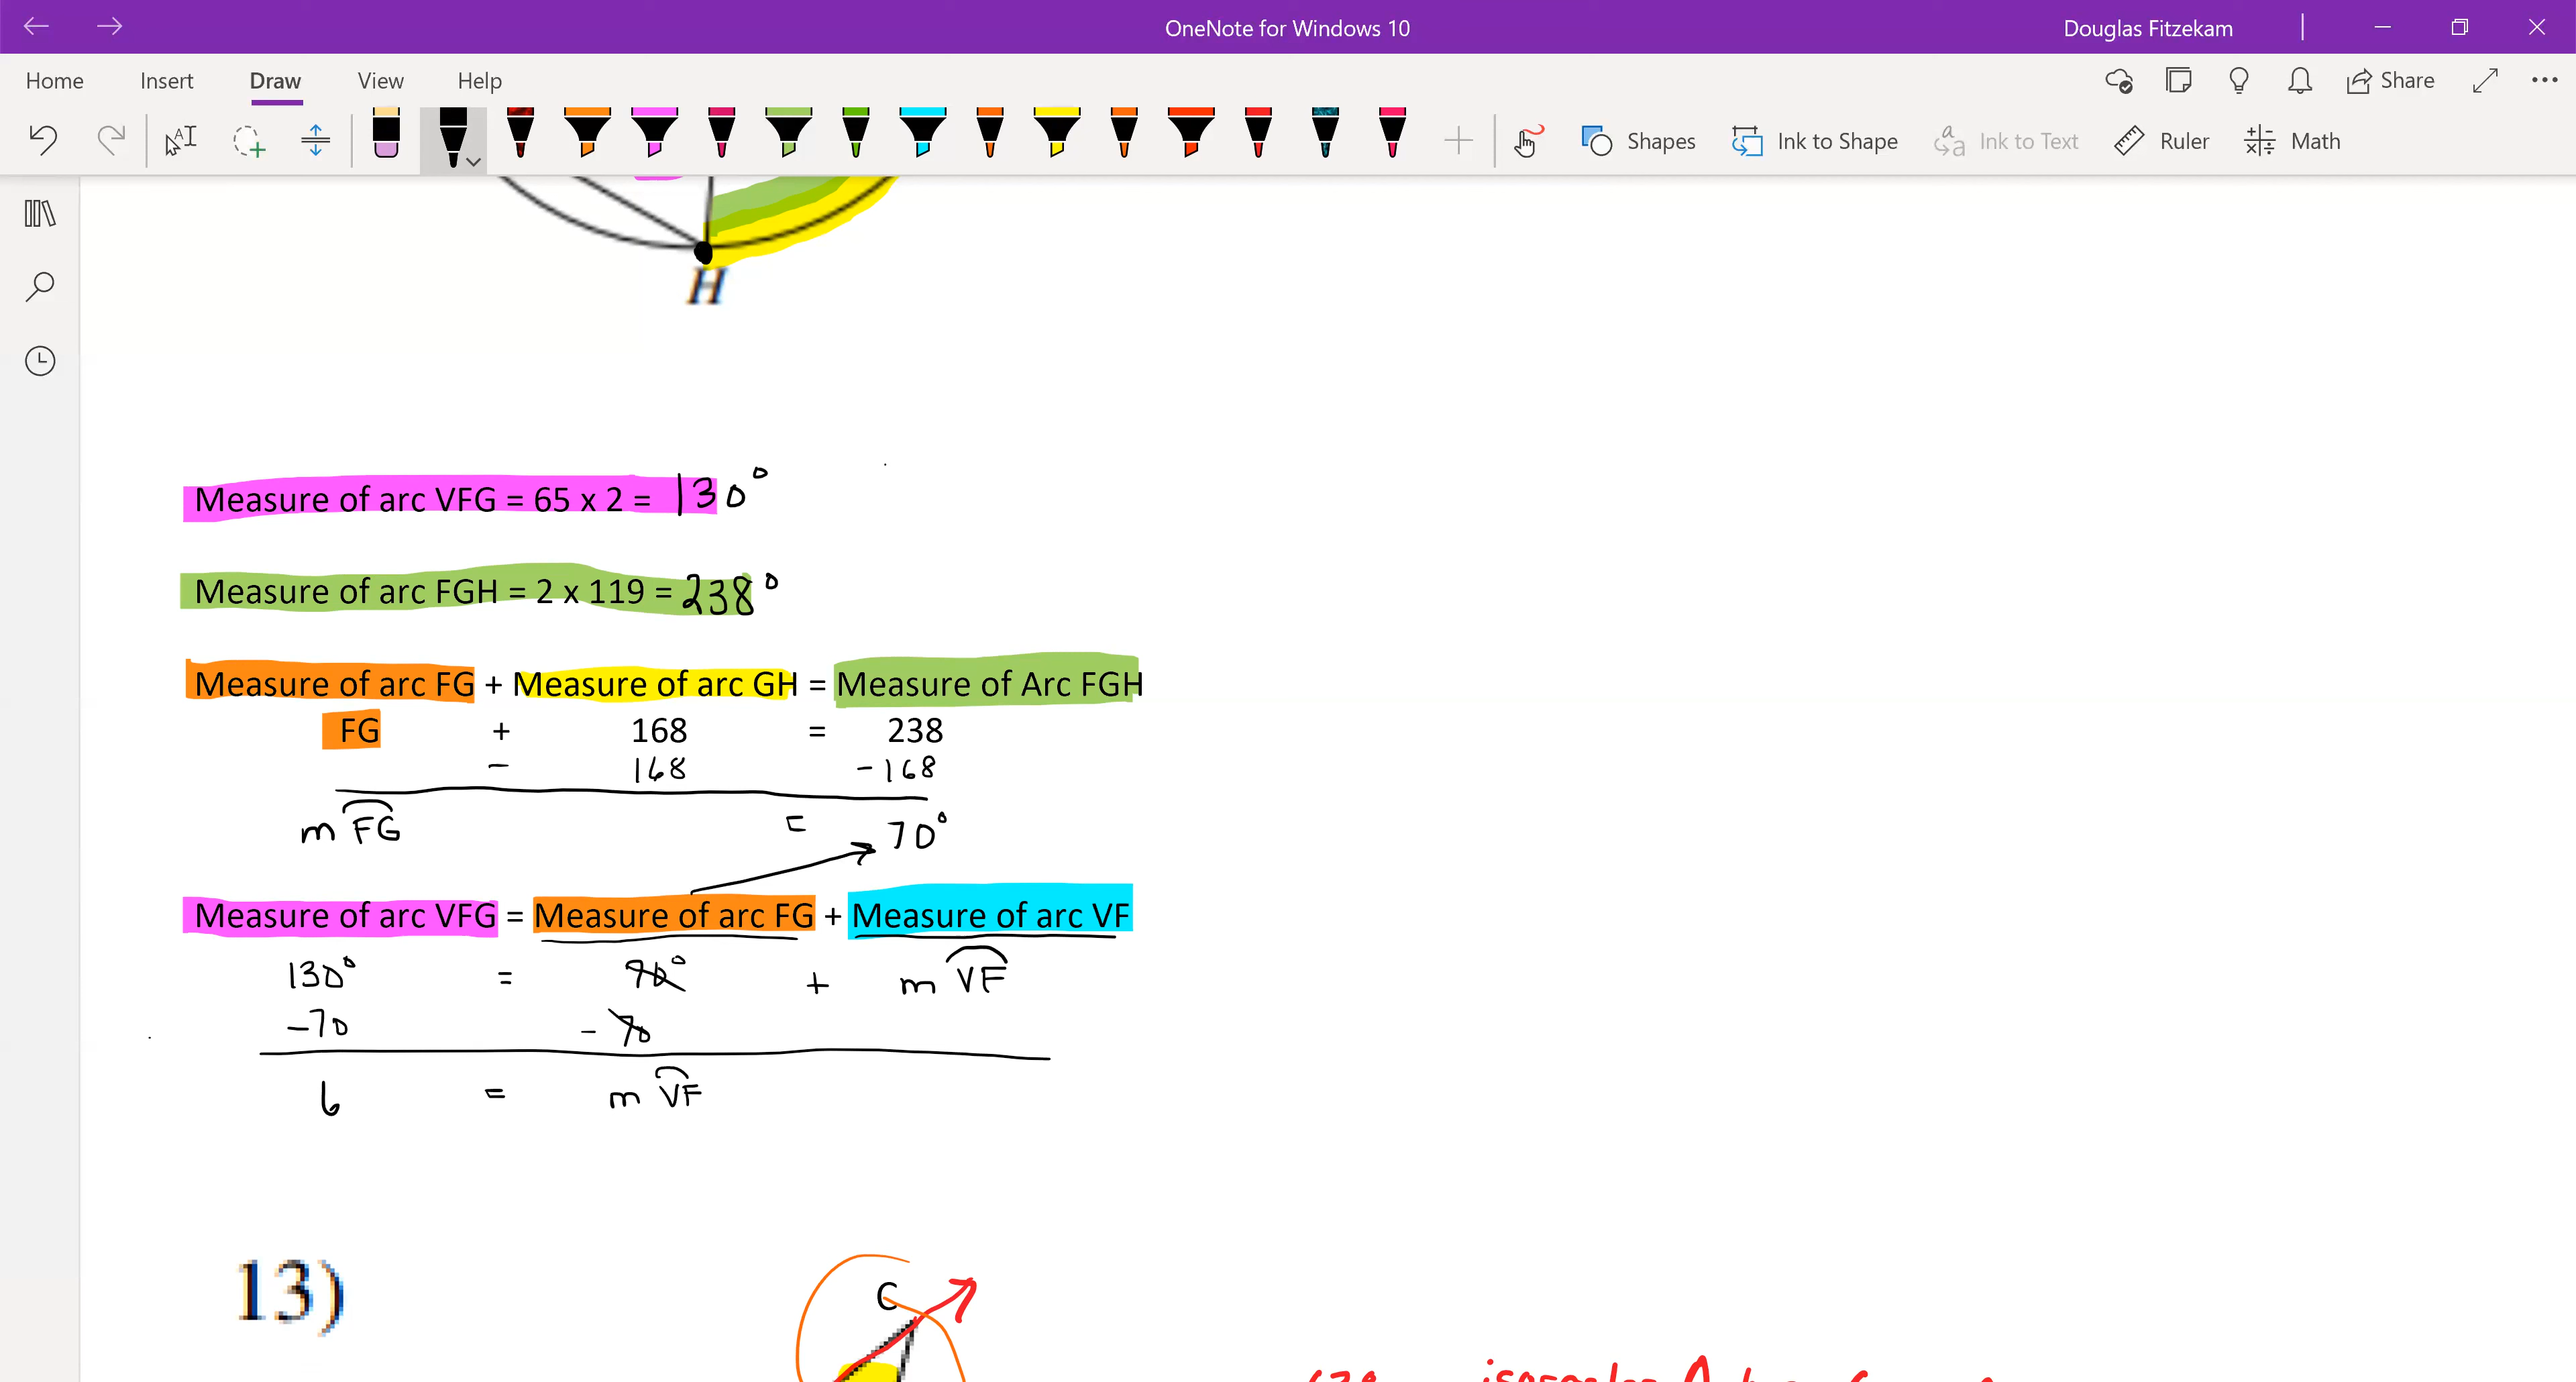 OneNote for Windows 10
Douglas Fitzekam
Home Insert Draw View Help
Share
Shapes Ink to Shape Ink to Text Ruler Math
H
Measure of arc VFG = 65 x 2 = 130°
Measure of arc FGH = 2 x 119 = 238°
Measure of arc FG + Measure of arc GH = Measure of Arc FGH
FG + 168 = 238
- 168 -168
m FG = 70°
Measure of arc VFG = Measure of arc FG + Measure of arc VF
130° = 70° + m VF
-70 - 70
6 = m VF
13)
C